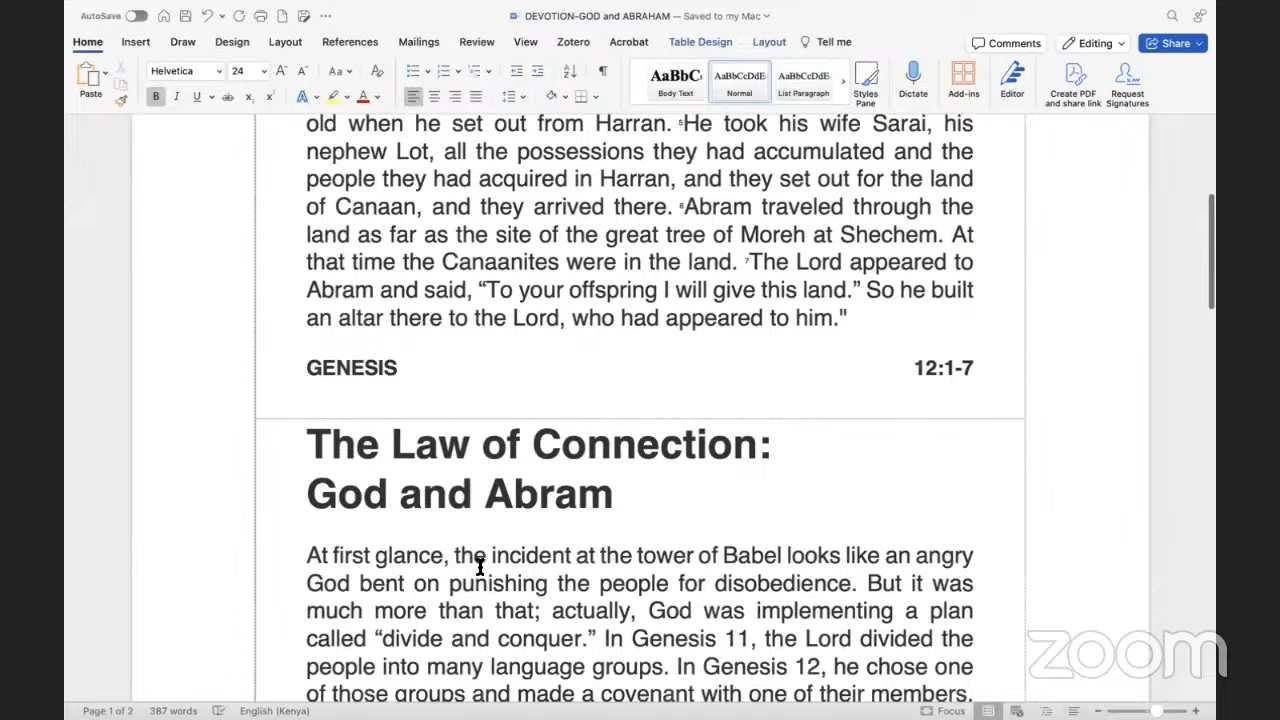 AutoSave
DEVOTION-GOD and ABRAHAM — Saved to my Mac
Home Insert Draw Design Layout References Mailings Review View Zotero Acrobat Table Design Layout Tell me
Comments Editing Share
Paste
Helvetica 24
AaBbC AaBbCcDdE AaBbCcDdE
Body Text Normal List Paragraph
Styles Pane
Dictate
Add-ins
Editor
Create PDF and share link
Request Signatures
old when he set out from Harran. ⁵He took his wife Sarai, his
nephew Lot, all the possessions they had accumulated and the
people they had acquired in Harran, and they set out for the land
of Canaan, and they arrived there. ⁶Abram traveled through the
land as far as the site of the great tree of Moreh at Shechem. At
that time the Canaanites were in the land. ⁷The Lord appeared to
Abram and said, “To your offspring I will give this land.” So he built
an altar there to the Lord, who had appeared to him."
GENESIS 12:1-7
The Law of Connection:
God and Abram
At first glance, the incident at the tower of Babel looks like an angry
God bent on punishing the people for disobedience. But it was
much more than that; actually, God was implementing a plan
called “divide and conquer.” In Genesis 11, the Lord divided the
people into many language groups. In Genesis 12, he chose one
of those groups and made a covenant with one of their members.
zoom
Page 1 of 2 387 words English (Kenya) Focus